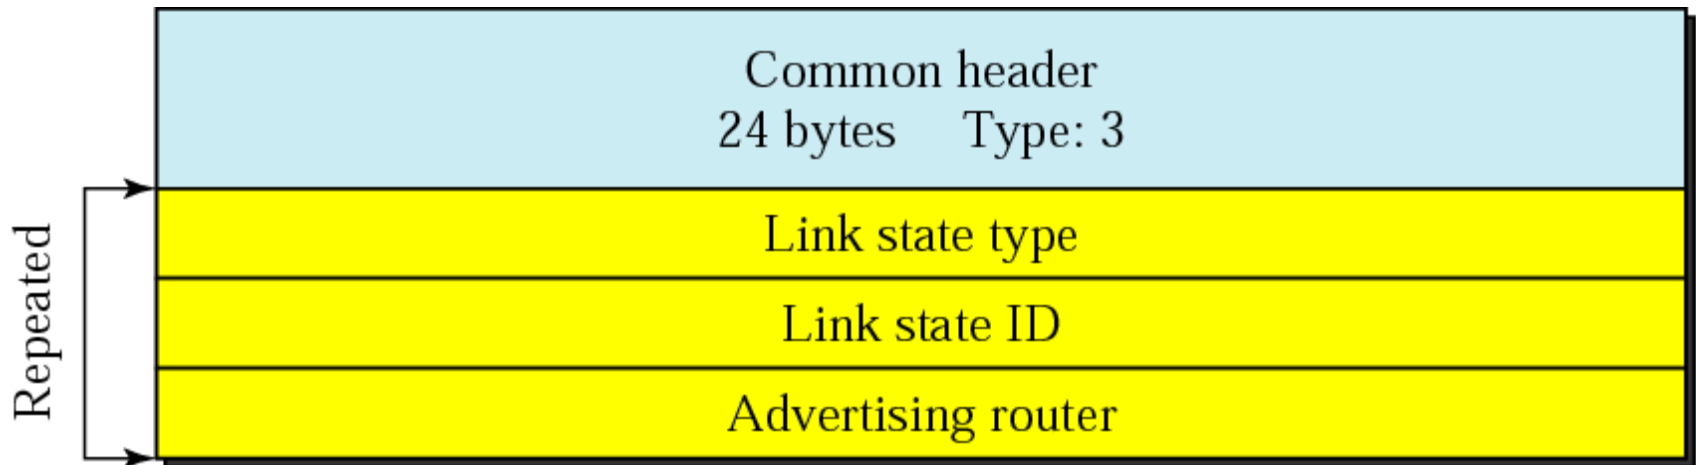 Common header
24 bytes Type: 3
Repeated
Link state type
Link state ID
Advertising router